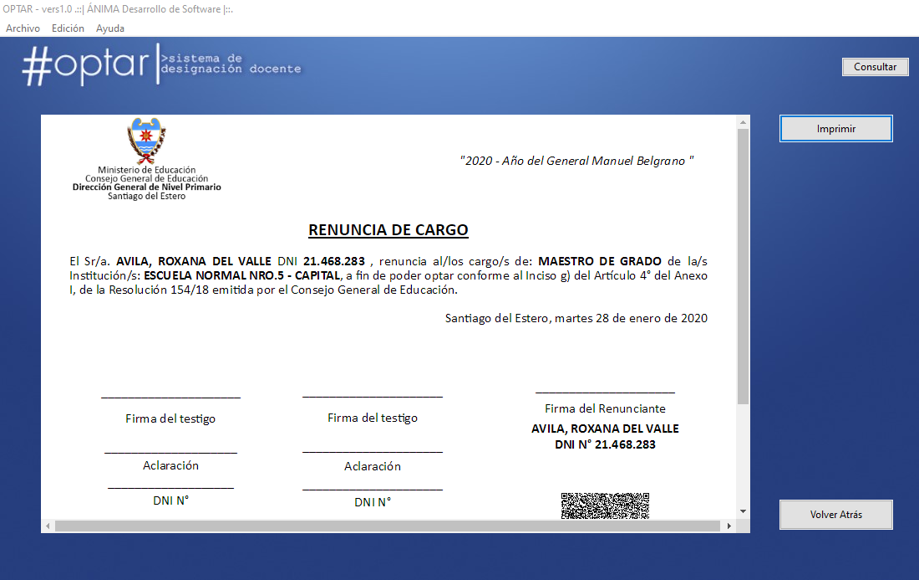 OPTAR - vers1.0 .::| ÁNIMA Desarrollo de Software |::.
Archivo Edición Ayuda
#optar >sistema de
designación docente
Consultar
Imprimir
Ministerio de Educación
Consejo General de Educación
Dirección General de Nivel Primario
Santiago del Estero
"2020 - Año del General Manuel Belgrano "
RENUNCIA DE CARGO
El Sr/a. AVILA, ROXANA DEL VALLE DNI 21.468.283 , renuncia al/los cargo/s de: MAESTRO DE GRADO de la/s
Institución/s: ESCUELA NORMAL NRO.5 - CAPITAL, a fin de poder optar conforme al Inciso g) del Artículo 4° del Anexo
I, de la Resolución 154/18 emitida por el Consejo General de Educación.
Santiago del Estero, martes 28 de enero de 2020
Firma del testigo
Aclaración
DNI N°
Firma del testigo
Aclaración
DNI N°
Firma del Renunciante
AVILA, ROXANA DEL VALLE
DNI N° 21.468.283
Volver Atrás